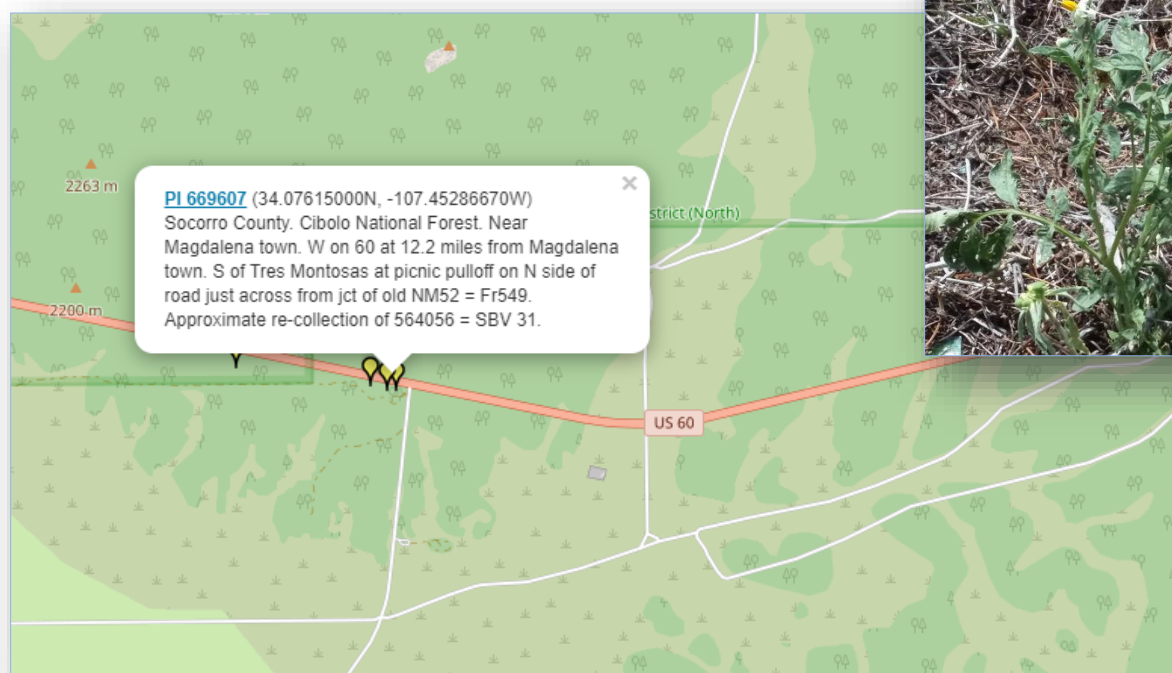 2263 m
2200 m
PI 669607 (34.07615000N, -107.45286670W)
Socorro County. Cibolo National Forest. Near
Magdalena town. W on 60 at 12.2 miles from Magdalena
town. S of Tres Montosas at picnic pulloff on N side of
road just across from jct of old NM52 = Fr549.
Approximate re-collection of 564056 = SBV 31.
×
(North)
US 60